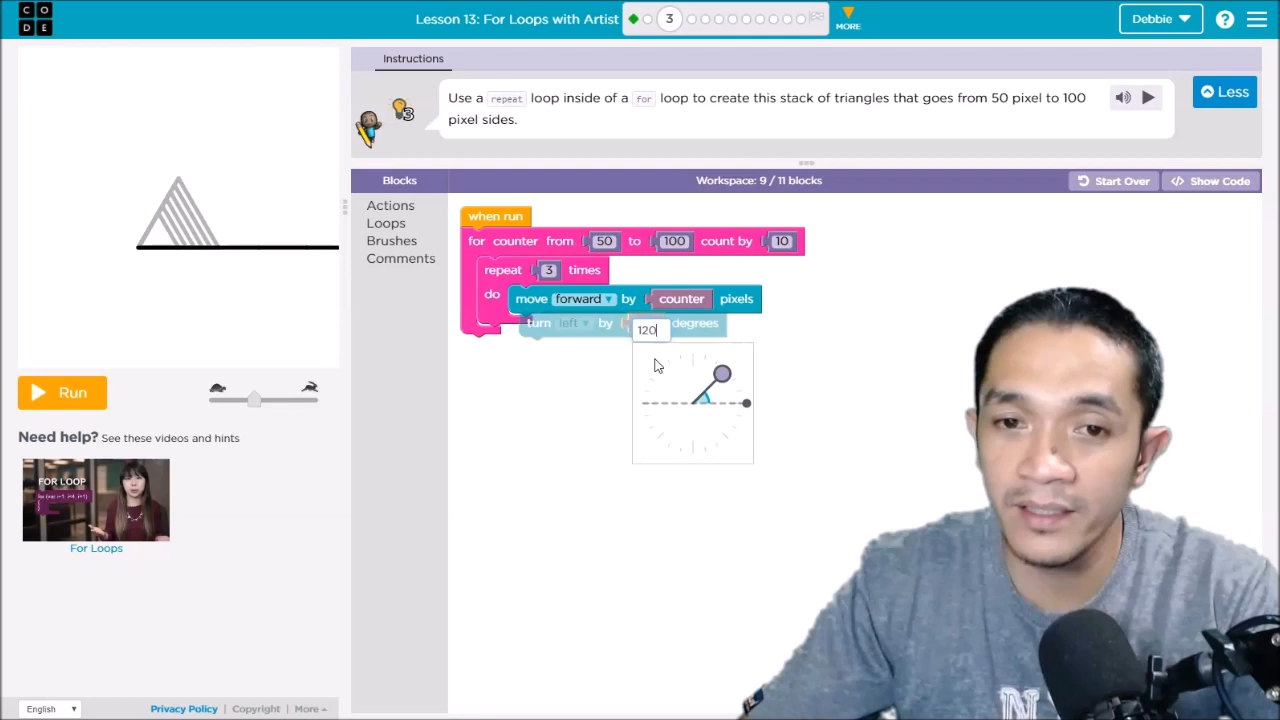 C O
D E
Lesson 13: For Loops with Artist
3
MORE
Debbie
?
Instructions
3
Use a repeat loop inside of a for loop to create this stack of triangles that goes from 50 pixel to 100
pixel sides.
Less
Blocks
Workspace: 9 / 11 blocks
Start Over
Show Code
Actions
Loops
Brushes
Comments
when run
for counter from 50 to 100 count by 10
repeat 3 times
do move forward by counter pixels
turn left by 120 degrees
Run
Need help? See these videos and hints
FOR LOOP
For Loops
N
English
Privacy Policy | Copyright | More